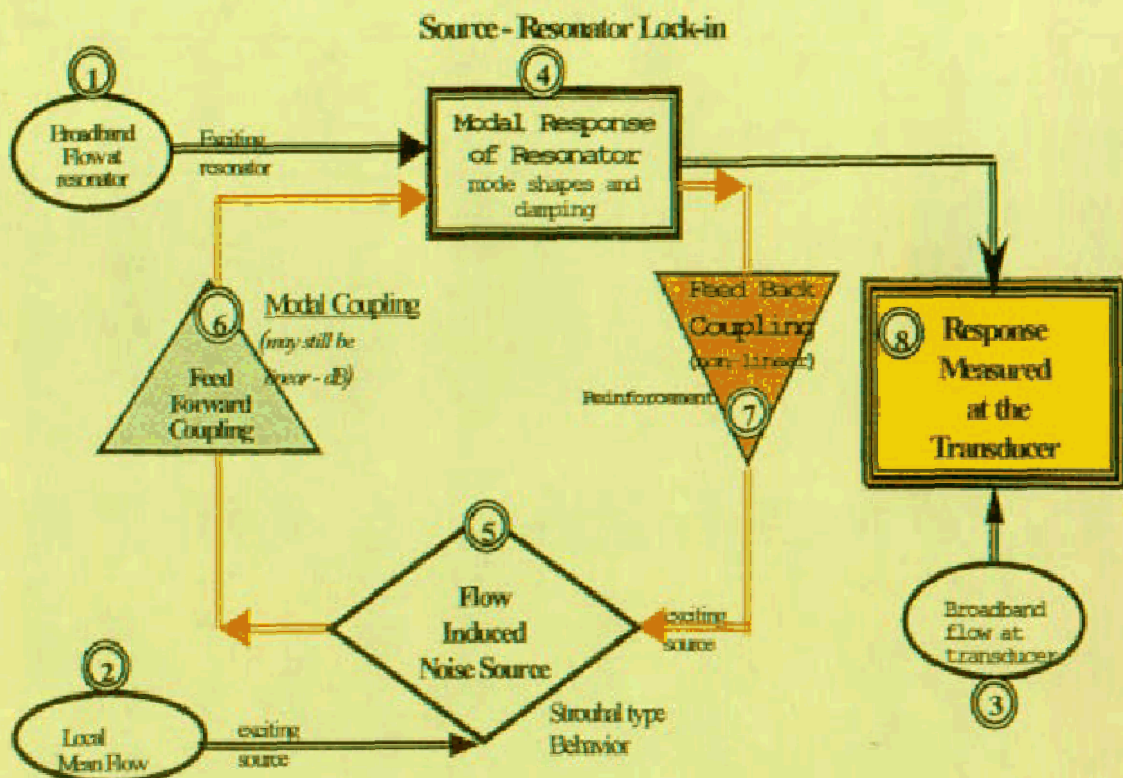 Source - Resonator Lock-in
1
Broadband
Flow at
resonator
Exciting
resonator
4
Modal Response
of Resonator
mode shapes and
damping
6
Modal Coupling
(may still be
linear - dB)
Feed
Forward
Coupling
Feed Back
Coupling
(non-linear)
Reinforcement
7
8
Response
Measured
at the
Transducer
5
Flow
Induced
Noise Source
exciting
source
Strouhal type
Behavior
2
Local
Mean Flow
exciting
source
Broadband
flow at
transducer
3